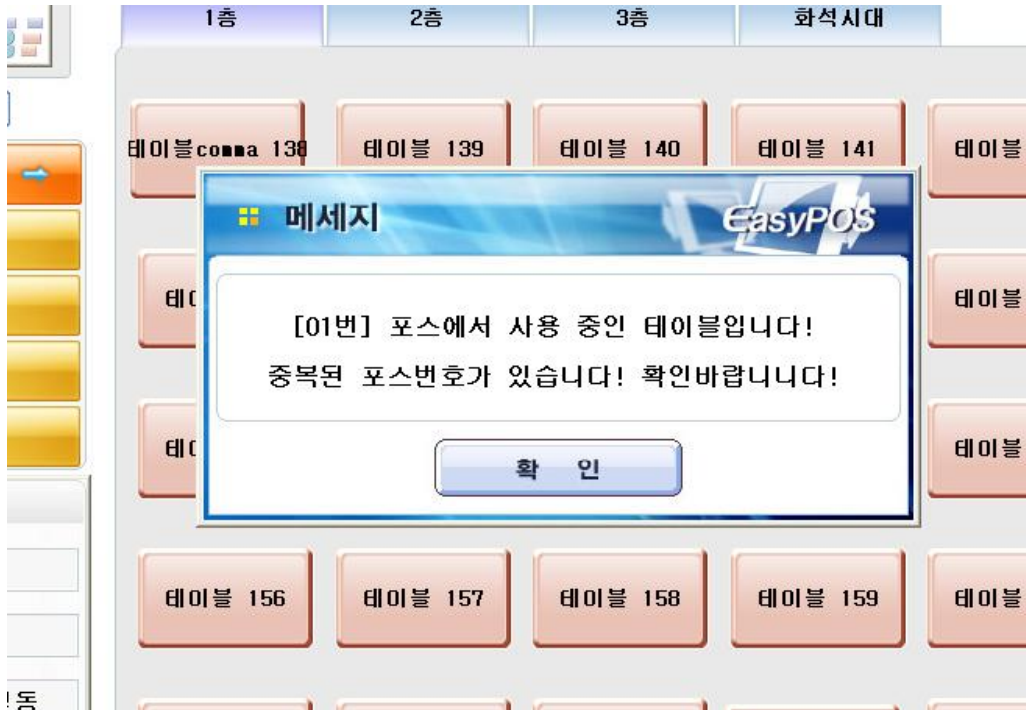 1층 2층 3층 화석시대
테이블comma 138 테이블 139 테이블 140 테이블 141 테이블
메세지 EasyPOS
테이블
[01번] 포스에서 사용 중인 테이블입니다!
중복된 포스번호가 있습니다! 확인바랍니니다!
테이블
확 인
테이블 156 테이블 157 테이블 158 테이블 159 테이블
동